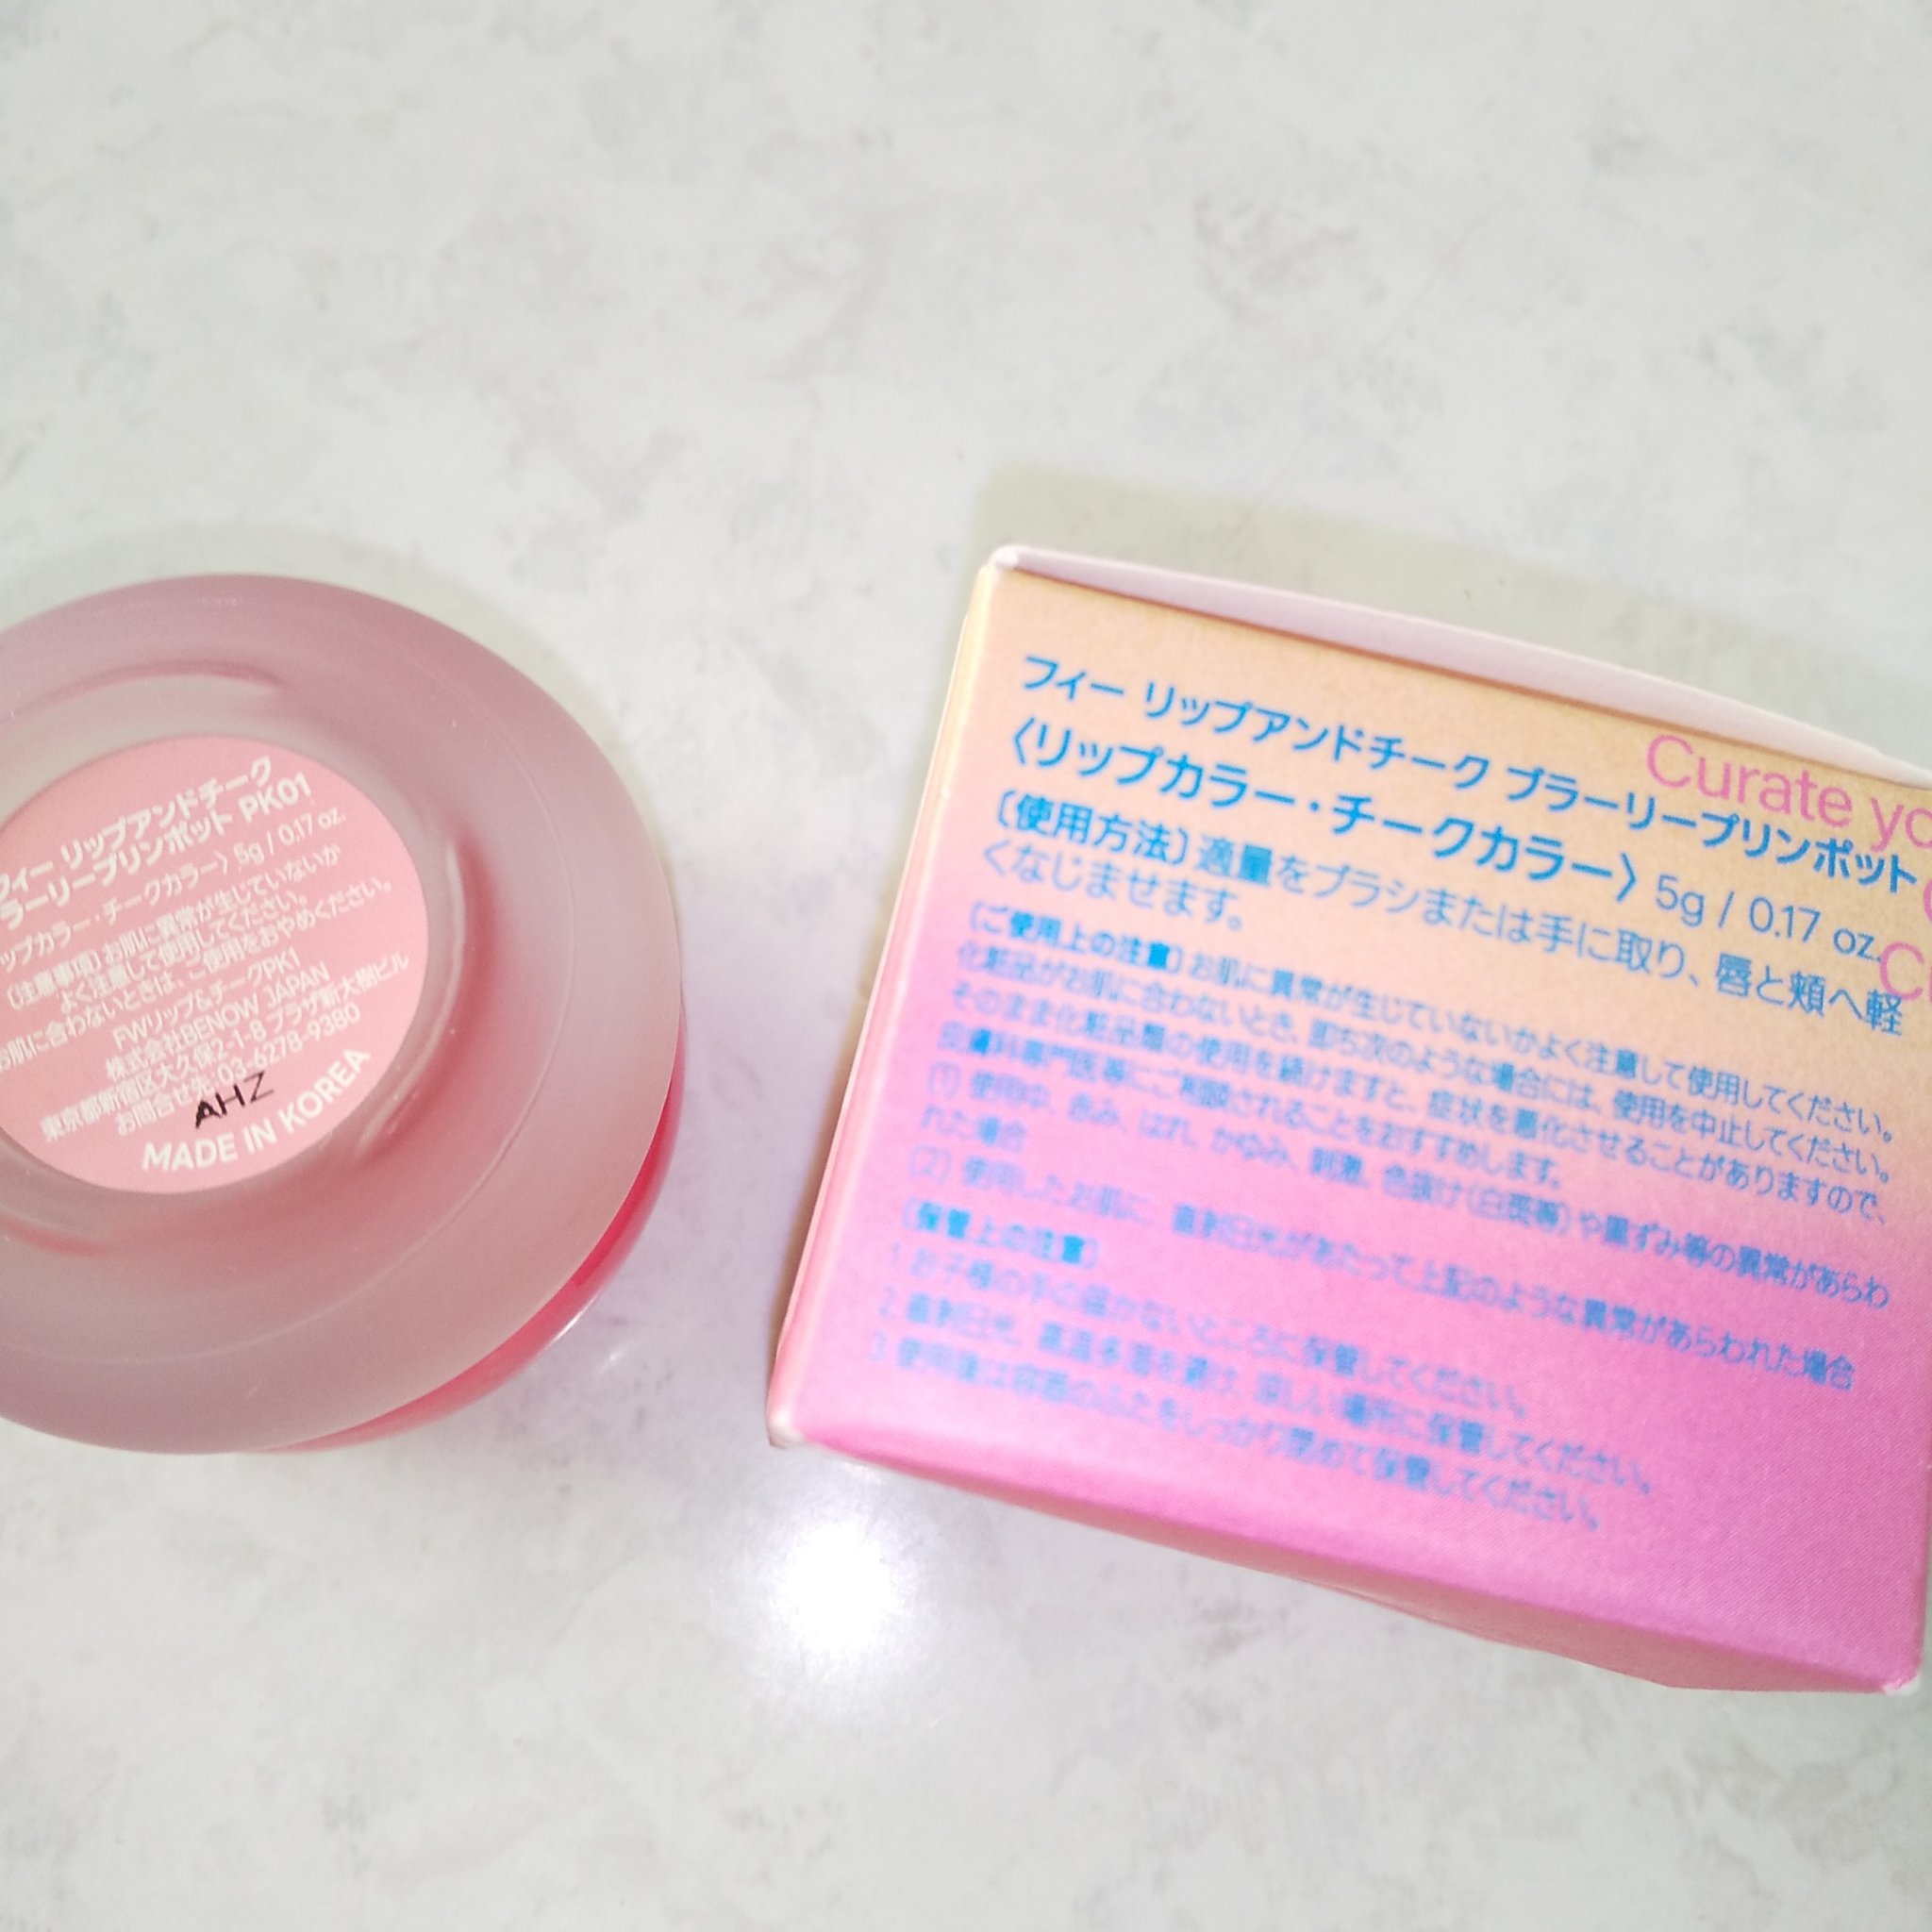 フィー リップアンドチーク
ラーリープリンポット PK01
ップカラー・チークカラー〉 5g / 0.17 oz.
〔注意事項〕お肌に異常が生じていないか
よく注意して使用してください。
お肌に合わないときは、ご使用をおやめください。
FWリップ&チークPK1
株式会社BENOW JAPAN
東京都新宿区大久保2-1-8 プラザ新大樹ビル
お問合せ先 03-6278-9380
AHZ
MADE IN KOREA
フィー リップアンドチーク ブラーリープリンポット
〈リップカラー・チークカラー〉 5g / 0.17 oz.
〔使用方法〕適量をブラシまたは手に取り、唇と頬へ軽
くなじませます。
〔ご使用上の注意〕お肌に異常が生じていないかよく注意して使用してください。
化粧品がお肌に合わないとき、即ち次のような場合には、使用を中止してください。
そのまま化粧品類の使用を続けますと、症状を悪化させることがありますので、
皮膚科専門医等にご相談されることをおすすめします。
(1) 使用中、赤み、はれ、かゆみ、刺激、色抜け(白斑等)や黒ずみ等の異常があらわ
れた場合
(2) 使用したお肌に、直射日光があたって上記のような異常があらわれた場合
〔保管上の注意〕
1. お子様の手の届かないところに保管してください。
2. 直射日光、高温多湿を避け、涼しい場所に保管してください。
3. 使用後は容器のふたをしっかり閉めて保管してください。
Curate yo
C